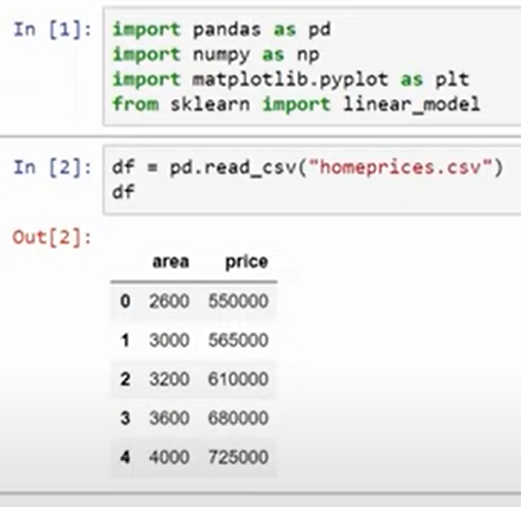 In [1]: import pandas as pd
import numpy as np
import matplotlib.pyplot as plt
from sklearn import linear_model
In [2]: df = pd.read_csv("homeprices.csv")
df
Out[2]:
area price
0 2600 550000
1 3000 565000
2 3200 610000
3 3600 680000
4 4000 725000